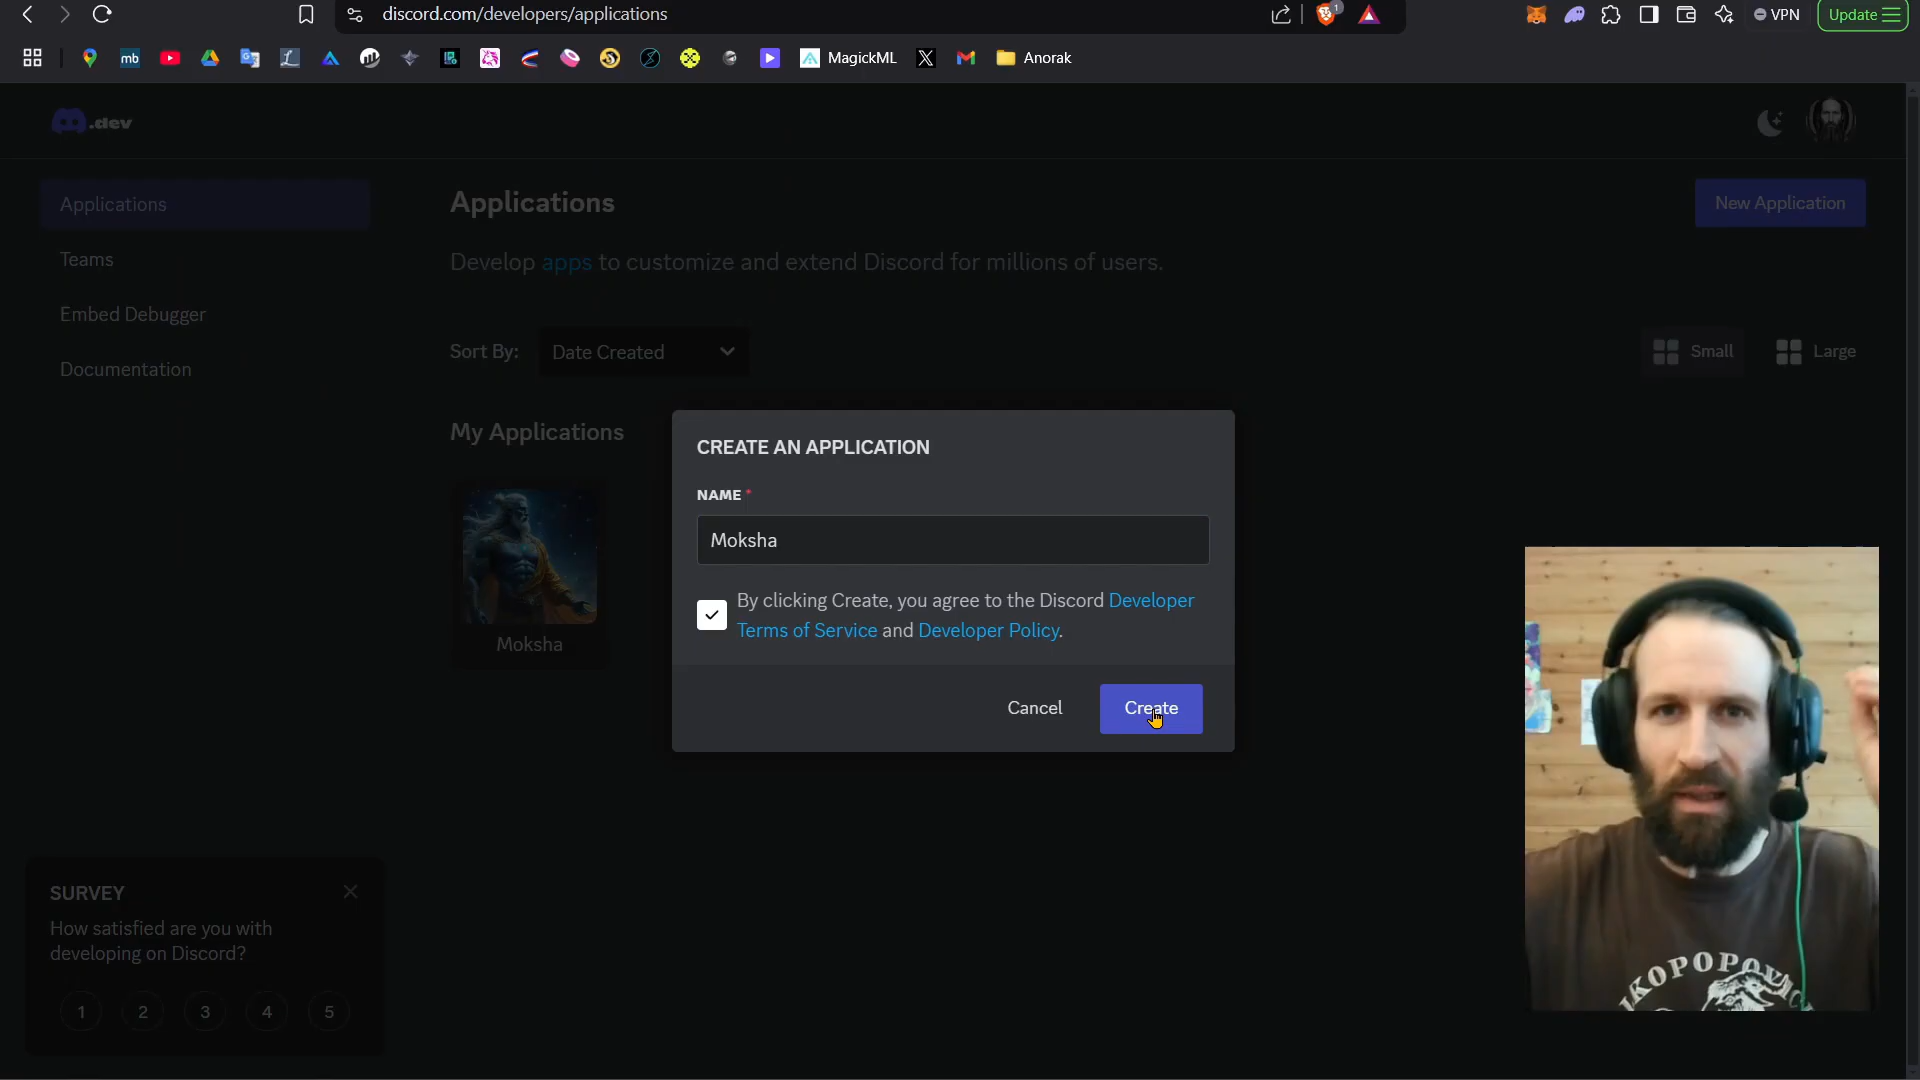 discord.com/developers/applications
1
VPN
Update
mb
MagickML
Anorak
.dev
Applications
Teams
Embed Debugger
Documentation
Applications
New Application
Develop apps to customize and extend Discord for millions of users.
Sort By:
Date Created
Small
Large
My Applications
Moksha
CREATE AN APPLICATION
NAME *
Moksha
By clicking Create, you agree to the Discord Developer
Terms of Service and Developer Policy.
Cancel
Create
SURVEY
How satisfied are you with
developing on Discord?
1
2
3
4
5